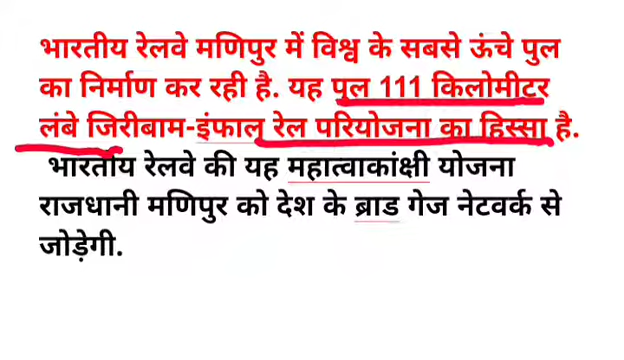 भारतीय रेलवे मणिपुर में विश्व के सबसे ऊंचे पुल
का निर्माण कर रही है. यह पुल 111 किलोमीटर
लंबे जिरीबाम-इंफाल रेल परियोजना का हिस्सा है.
भारतीय रेलवे की यह महात्वाकांक्षी योजना
राजधानी मणिपुर को देश के ब्राड गेज नेटवर्क से
जोड़ेगी.